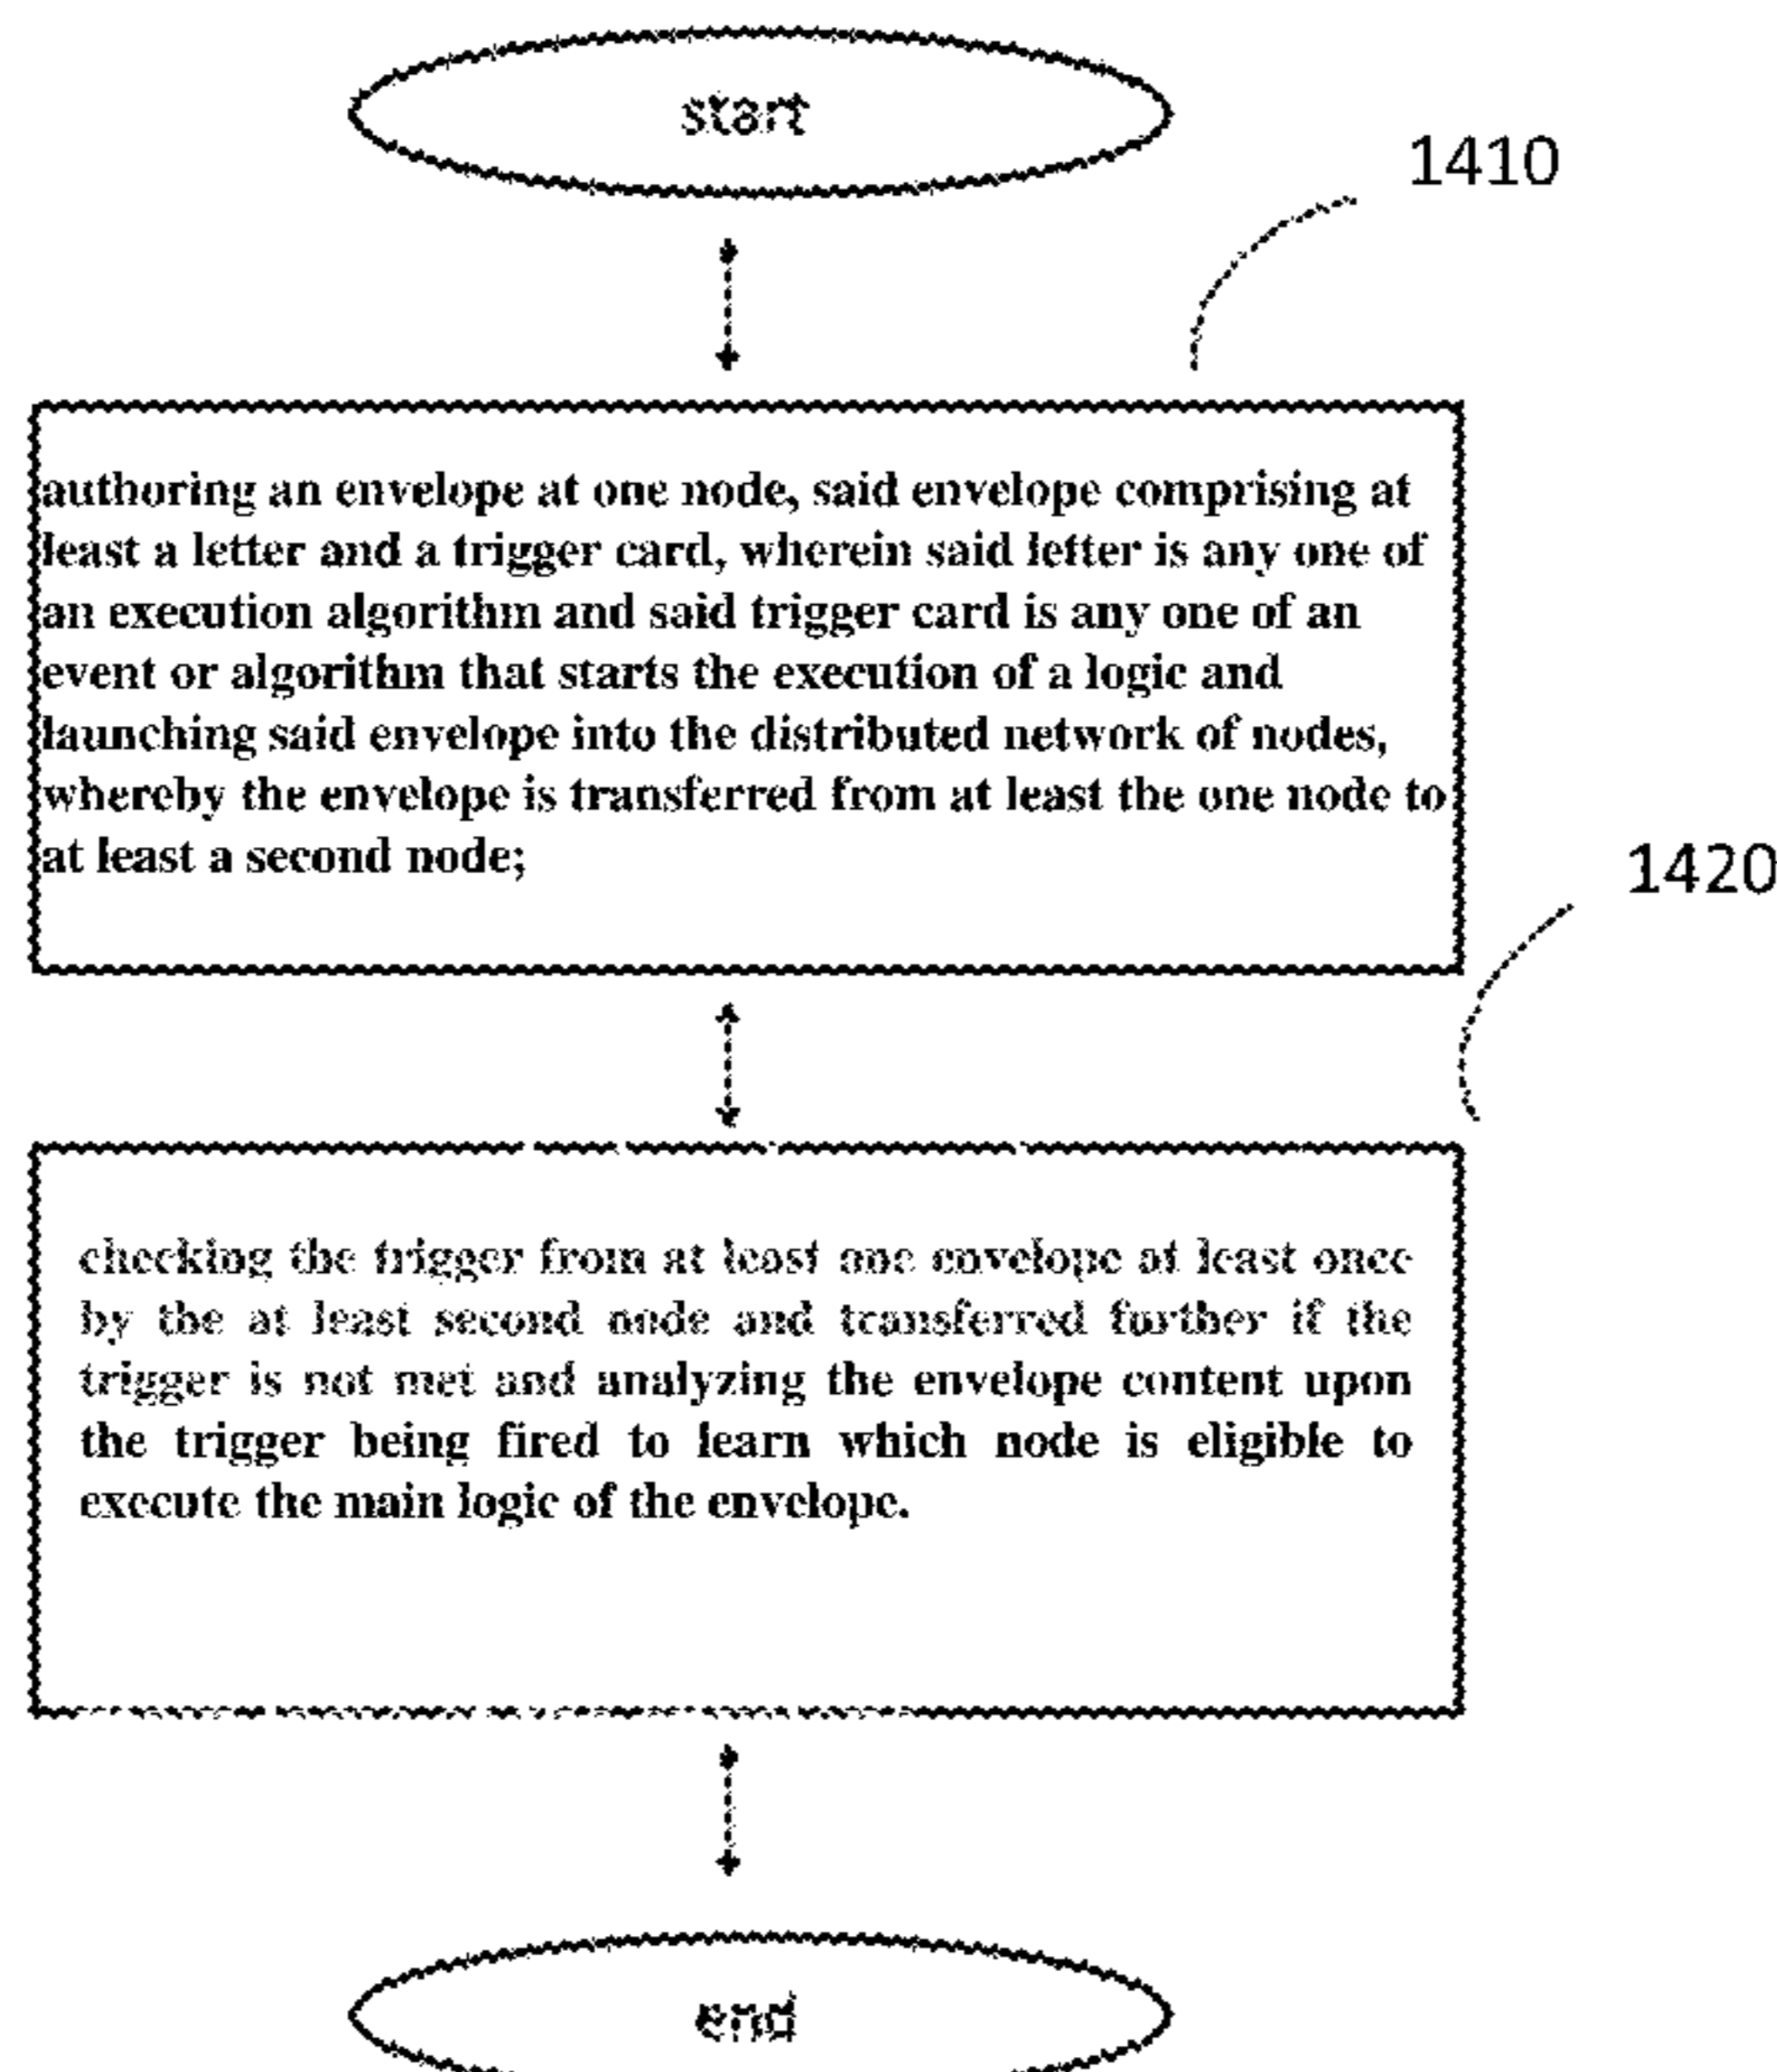 start
1410
authoring an envelope at one node, said envelope comprising at
least a letter and a trigger card, wherein said letter is any one of
an execution algorithm and said trigger card is any one of an
event or algorithm that starts the execution of a logic and
launching said envelope into the distributed network of nodes,
whereby the envelope is transferred from at least the one node to
at least a second node;
1420
checking the trigger from at least one envelope at least once
by the at least second node and transferred further if the
trigger is not met and analyzing the envelope content upon
the trigger being fired to learn which node is eligible to
execute the main logic of the envelope.
end